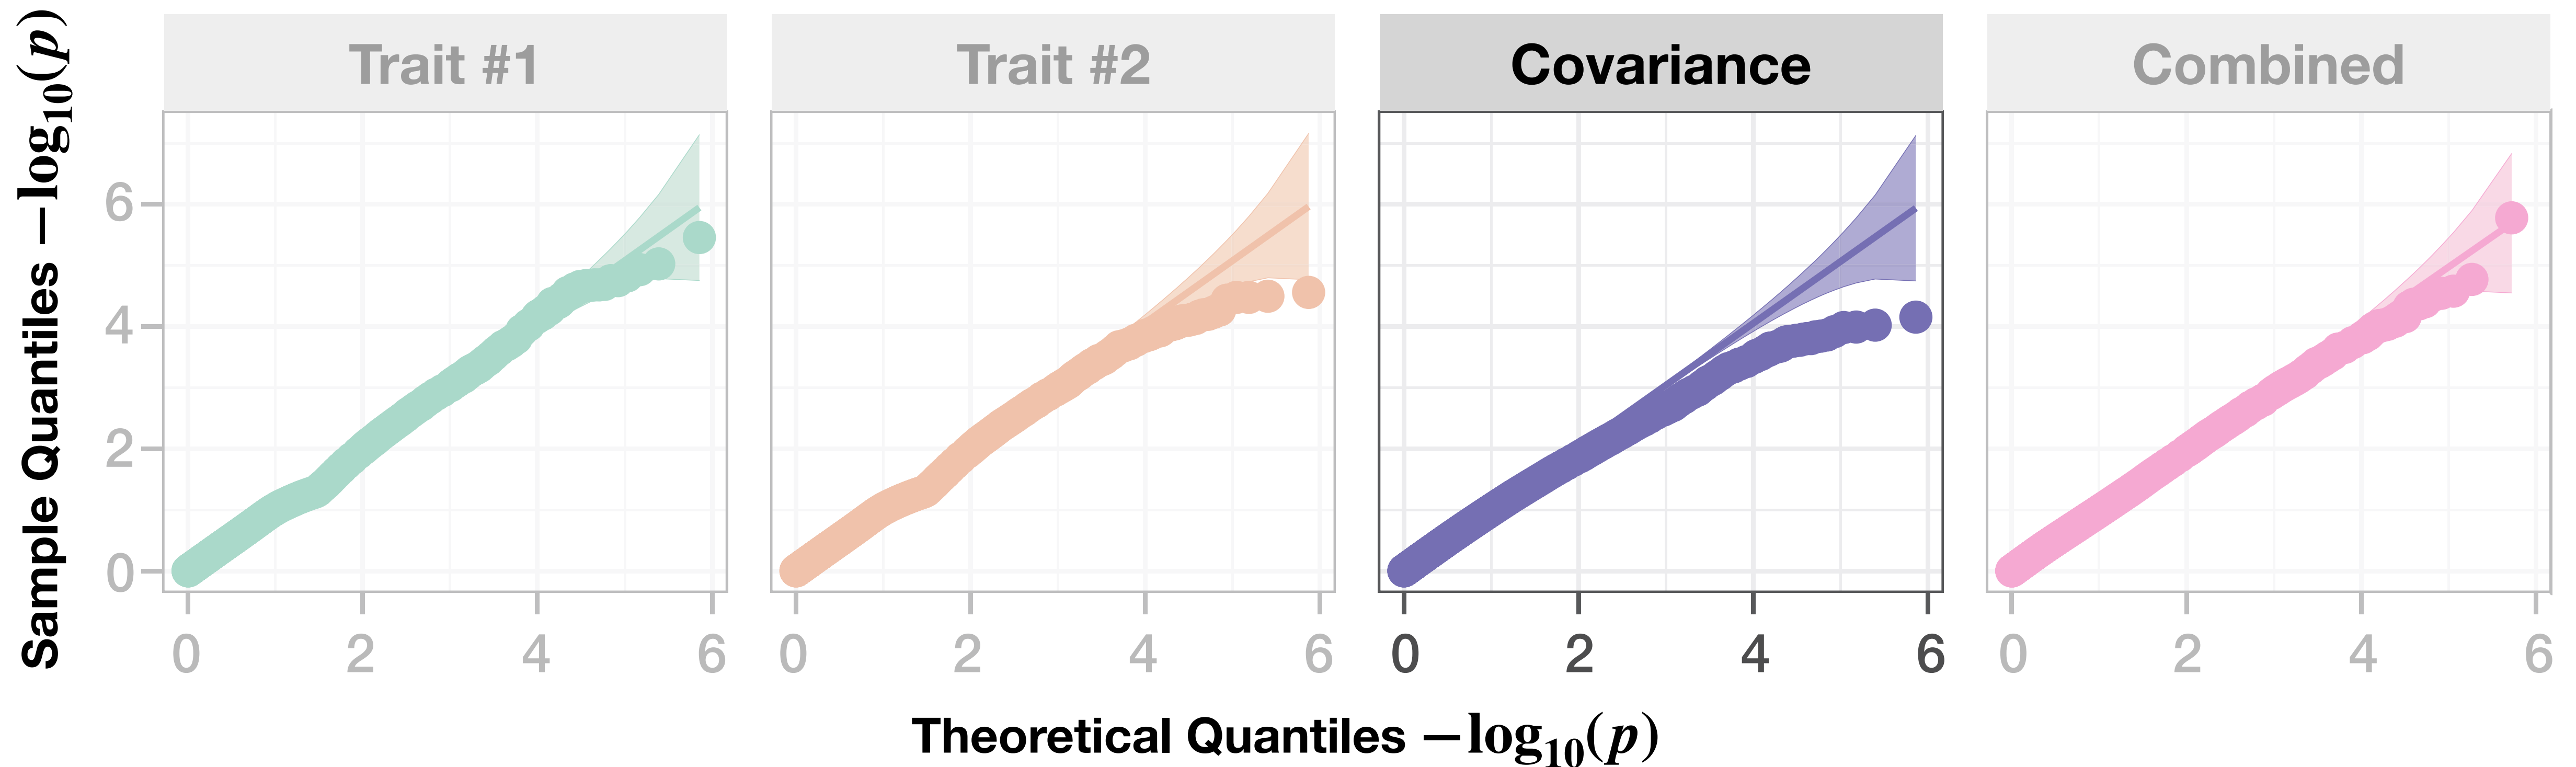 Trait #1 Trait #2 Covariance Combined
Sample Quantiles −log10(p)
6
4
2
0
0 2 4 6 0 2 4 6 0 2 4 6 0 2 4 6
Theoretical Quantiles −log10(p)